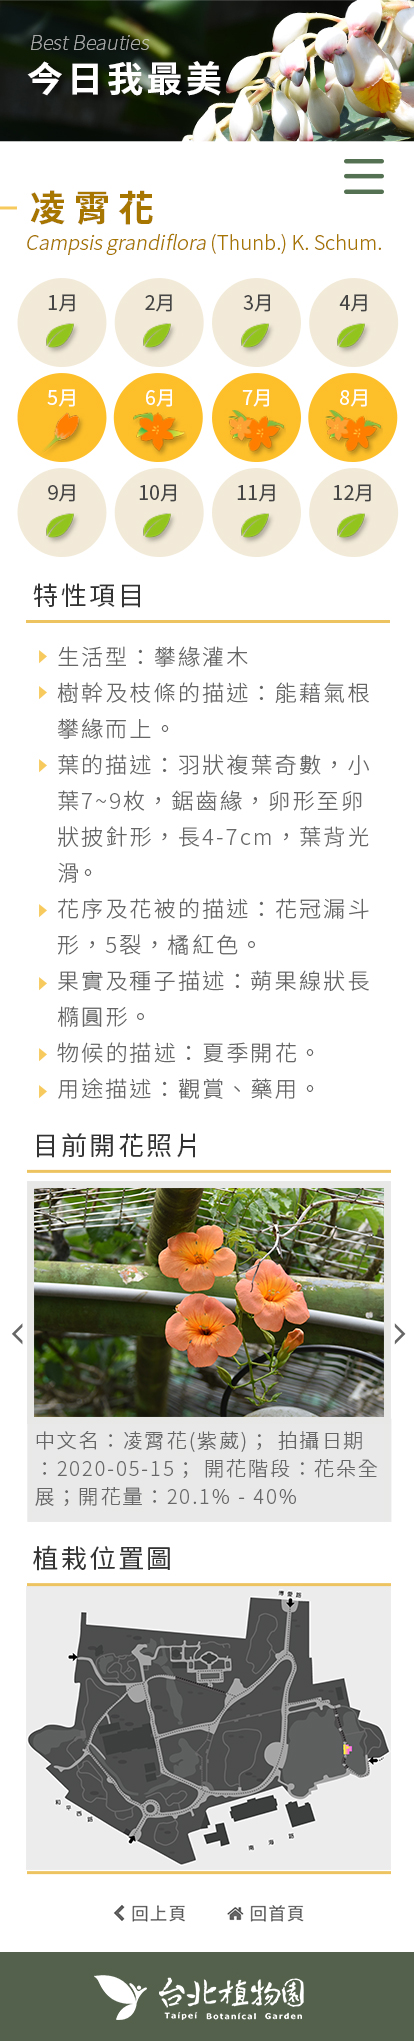 Best Beauties
今日我最美
凌霄花
Campsis grandiflora (Thunb.) K. Schum.
1月 2月 3月 4月
5月 6月 7月 8月
9月 10月 11月 12月
特性項目
生活型：攀緣灌木
樹幹及枝條的描述：能藉氣根
攀緣而上。
葉的描述：羽狀複葉奇數，小
葉7~9枚，鋸齒緣，卵形至卵
狀披針形，長4-7cm，葉背光
滑。
花序及花被的描述：花冠漏斗
形，5裂，橘紅色。
果實及種子描述：蒴果線狀長
橢圓形。
物候的描述：夏季開花。
用途描述：觀賞、藥用。
目前開花照片
中文名：凌霄花(紫葳)； 拍攝日期
：2020-05-15； 開花階段：花朵全
展；開花量：20.1% - 40%
植栽位置圖
博愛路
和平西路
南海路
回上頁 回首頁
台北植物園
Taipei Botanical Garden